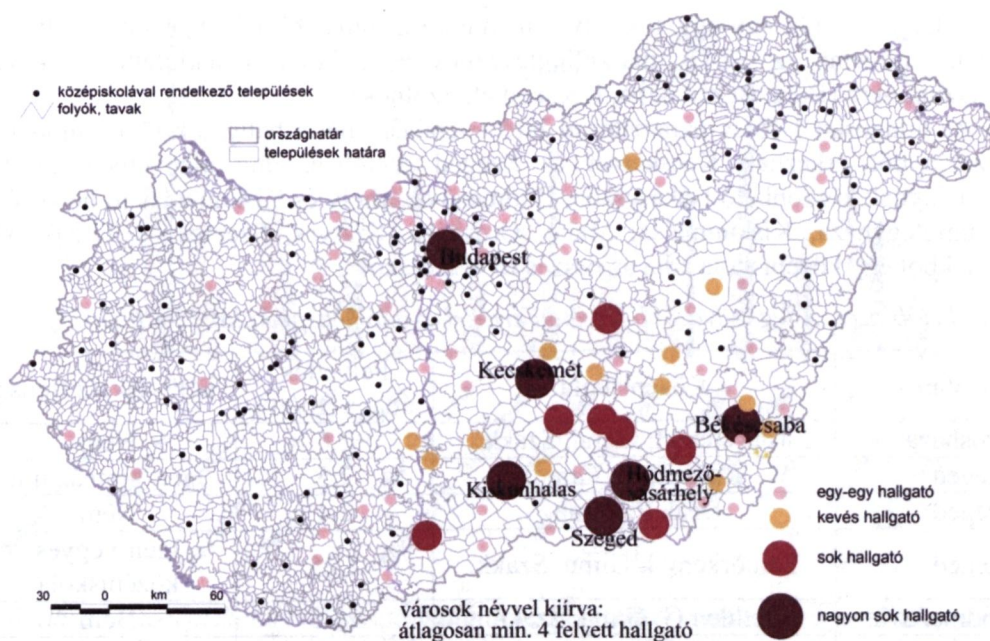 középiskolával rendelkező települések
folyók, tavak
országhatár
települések határa
Budapest
Kecskemét
Békéscsaba
Kiskunhalas
Hódmező-
vásárhely
Szeged
egy-egy hallgató
kevés hallgató
sok hallgató
nagyon sok hallgató
30 0 km 60
városok névvel kiírva:
átlagosan min. 4 felvett hallgató